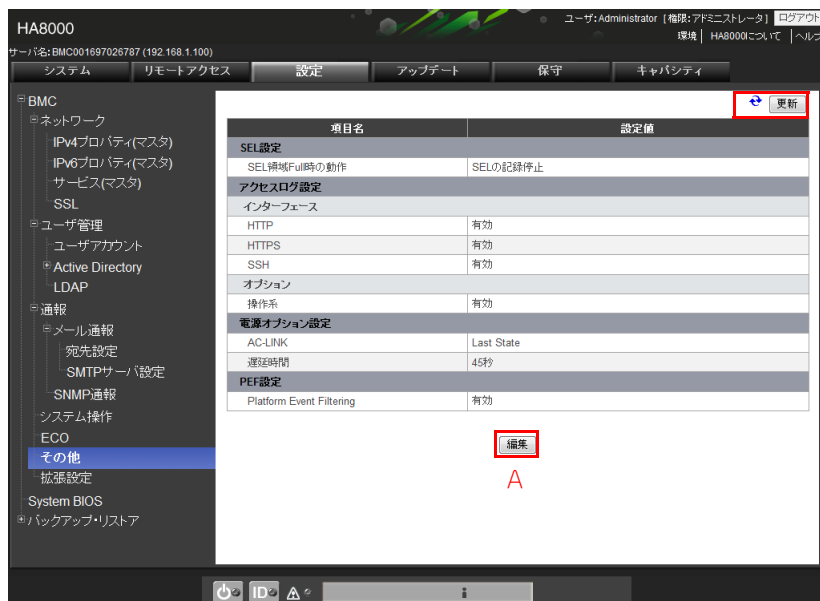 HA8000
ユーザ:Administrator [権限:アドミニストレータ] ログアウト
環境 HA8000について ヘルプ
サーバ名:BMC001697026787 (192.168.1.100)
システム リモートアクセス 設定 アップデート 保守 キャパシティ
BMC
ネットワーク
IPv4プロパティ(マスタ)
IPv6プロパティ(マスタ)
サービス(マスタ)
SSL
ユーザ管理
ユーザアカウント
Active Directory
LDAP
通報
メール通報
宛先設定
SMTPサーバ設定
SNMP通報
システム操作
ECO
その他
拡張設定
System BIOS
バックアップ・リストア
更新
項目名 設定値
SEL設定
SEL領域Full時の動作 SELの記録停止
アクセスログ設定
インターフェース
HTTP 有効
HTTPS 有効
SSH 有効
オプション
操作系 有効
電源オプション設定
AC-LINK Last State
遅延時間 45秒
PEF設定
Platform Event Filtering 有効
編集
A
ID